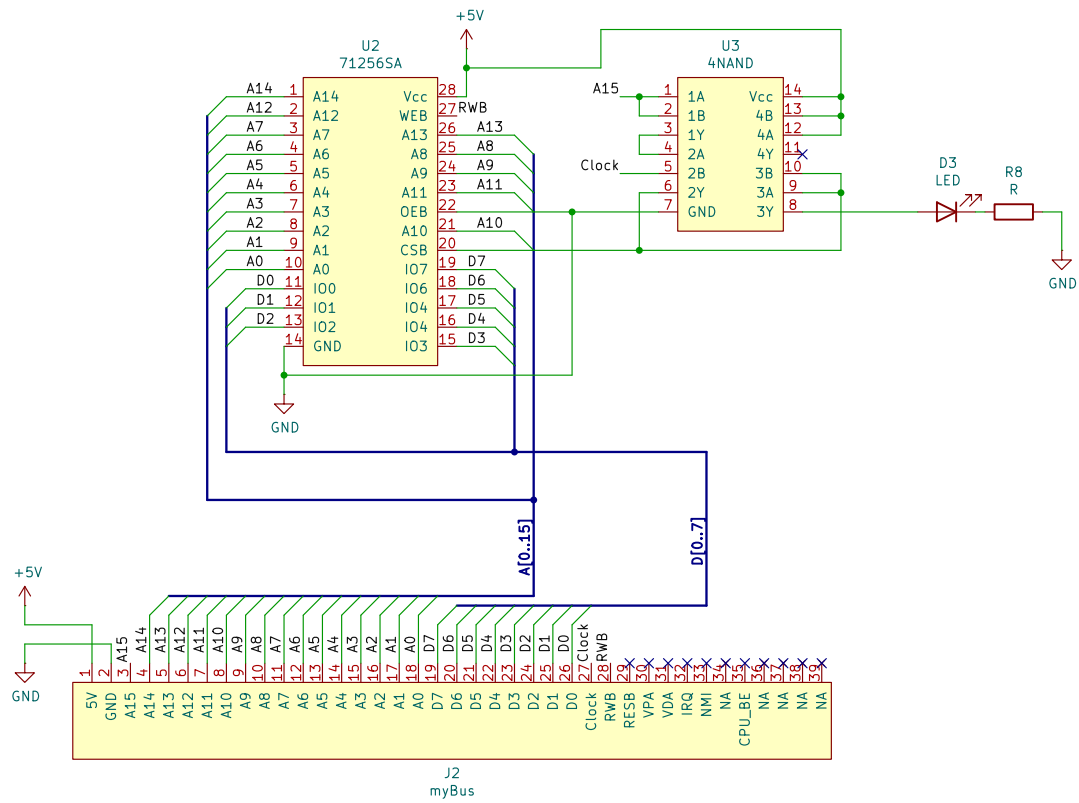 +5V
U2
71256SA
A14 1 A14
A12 2 A12
A7 3 A7
A6 4 A6
A5 5 A5
A4 6 A4
A3 7 A3
A2 8 A2
A1 9 A1
A0 10 A0
D0 11 IO0
D1 12 IO1
D2 13 IO2
14 GND
Vcc 28
WEB 27 RWB
A13 26 A13
A8 25 A8
A9 24 A9
A11 23 A11
OEB 22
A10 21 A10
CSB 20
IO7 19 D7
IO6 18 D6
IO4 17 D5
IO4 16 D4
IO3 15 D3
GND
U3
4NAND
A15 1 1A
2 1B
3 1Y
4 2A
Clock 5 2B
6 2Y
7 GND
Vcc 14
4B 13
4A 12
4Y 11
3B 10
3A 9
3Y 8
D3
LED
R8
R
GND
A[0..15]
D[0..7]
+5V
GND
1 5V
2 GND
A15 3 A15
A14 4 A14
A13 5 A13
A12 6 A12
A11 7 A11
A10 8 A10
A9 9 A9
A8 10 A8
A7 11 A7
A6 12 A6
A5 13 A5
A4 14 A4
A3 15 A3
A2 16 A2
A1 17 A1
A0 18 A0
D7 19 D7
D6 20 D6
D5 21 D5
D4 22 D4
D3 23 D3
D2 24 D2
D1 25 D1
D0 26 D0
Clock 27 Clock
RWB 28 RWB
29 RESB
30 VPA
31 VDA
32 IRQ
33 NMI
34 NA
35 CPU_BE
36 NA
37 NA
38 NA
39 NA
J2
myBus